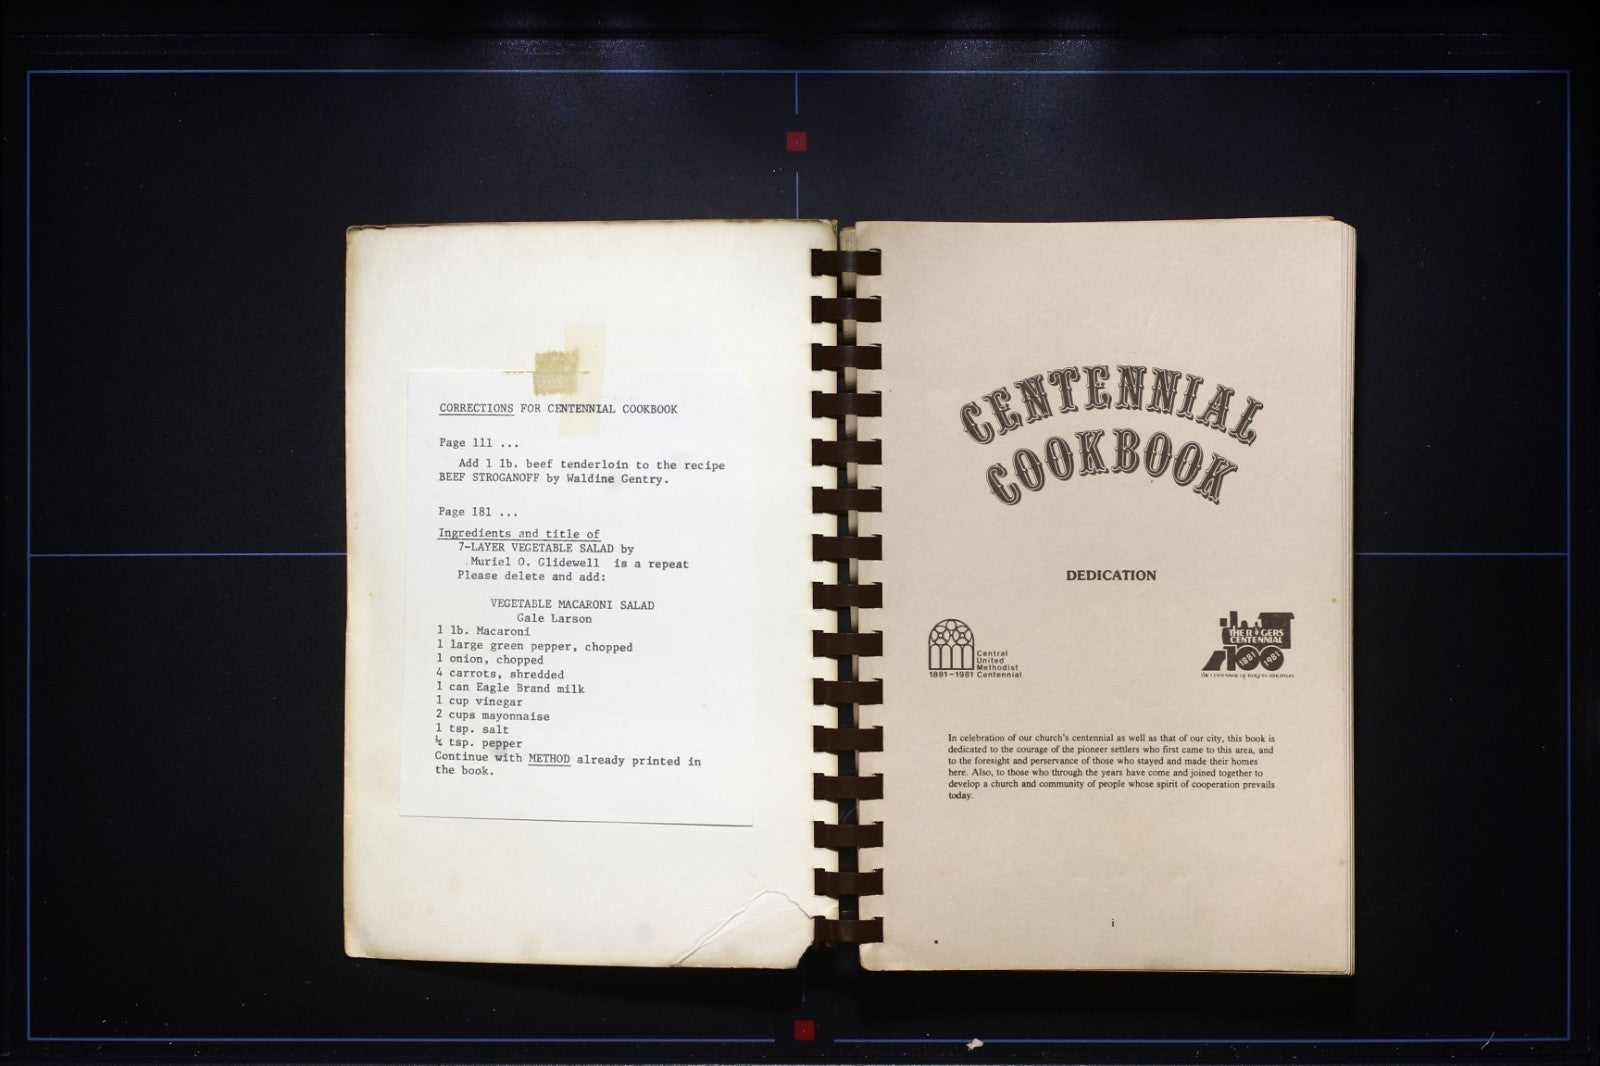 CORRECTIONS FOR CENTENNIAL COOKBOOK
Page 111 ...
Add 1 lb. beef tenderloin to the recipe
BEEF STROGANOFF by Waldine Gentry.
Page 181 ...
Ingredients and title of
7-LAYER VEGETABLE SALAD by
Muriel O. Glidewell is a repeat
Please delete and add:
VEGETABLE MACARONI SALAD
Gale Larson
1 lb. Macaroni
1 large green pepper, chopped
1 onion, chopped
4 carrots, shredded
1 can Eagle Brand milk
1 cup vinegar
2 cups mayonnaise
1 tsp. salt
tsp. pepper
Continue with METHOD already printed in
the book.
CENTENNIAL
COOKBOOK
DEDICATION
Central
United
Methodist
1881-1981 Centennial
THE ROGERS
CENTENNIAL
100
1881 1981
THE CENTENNIAL OF ROGERS ARKANSAS
In celebration of our church's centennial as well as that of our city, this book is
dedicated to the courage of the pioneer settlers who first came to this area, and
to the foresight and perservance of those who stayed and made their homes
here. Also, to those who through the years have come and joined together to
develop a church and community of people whose spirit of cooperation prevails
today.
i